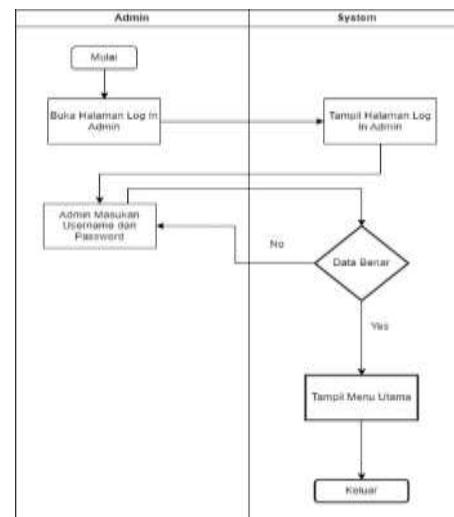 Admin
System
Mulai
Buka Halaman Log In
Admin
Tampil Halaman Log
In Admin
Admin Masukan
Username dan
Password
No
Data Benar
Yes
Tampil Menu Utama
Keluar